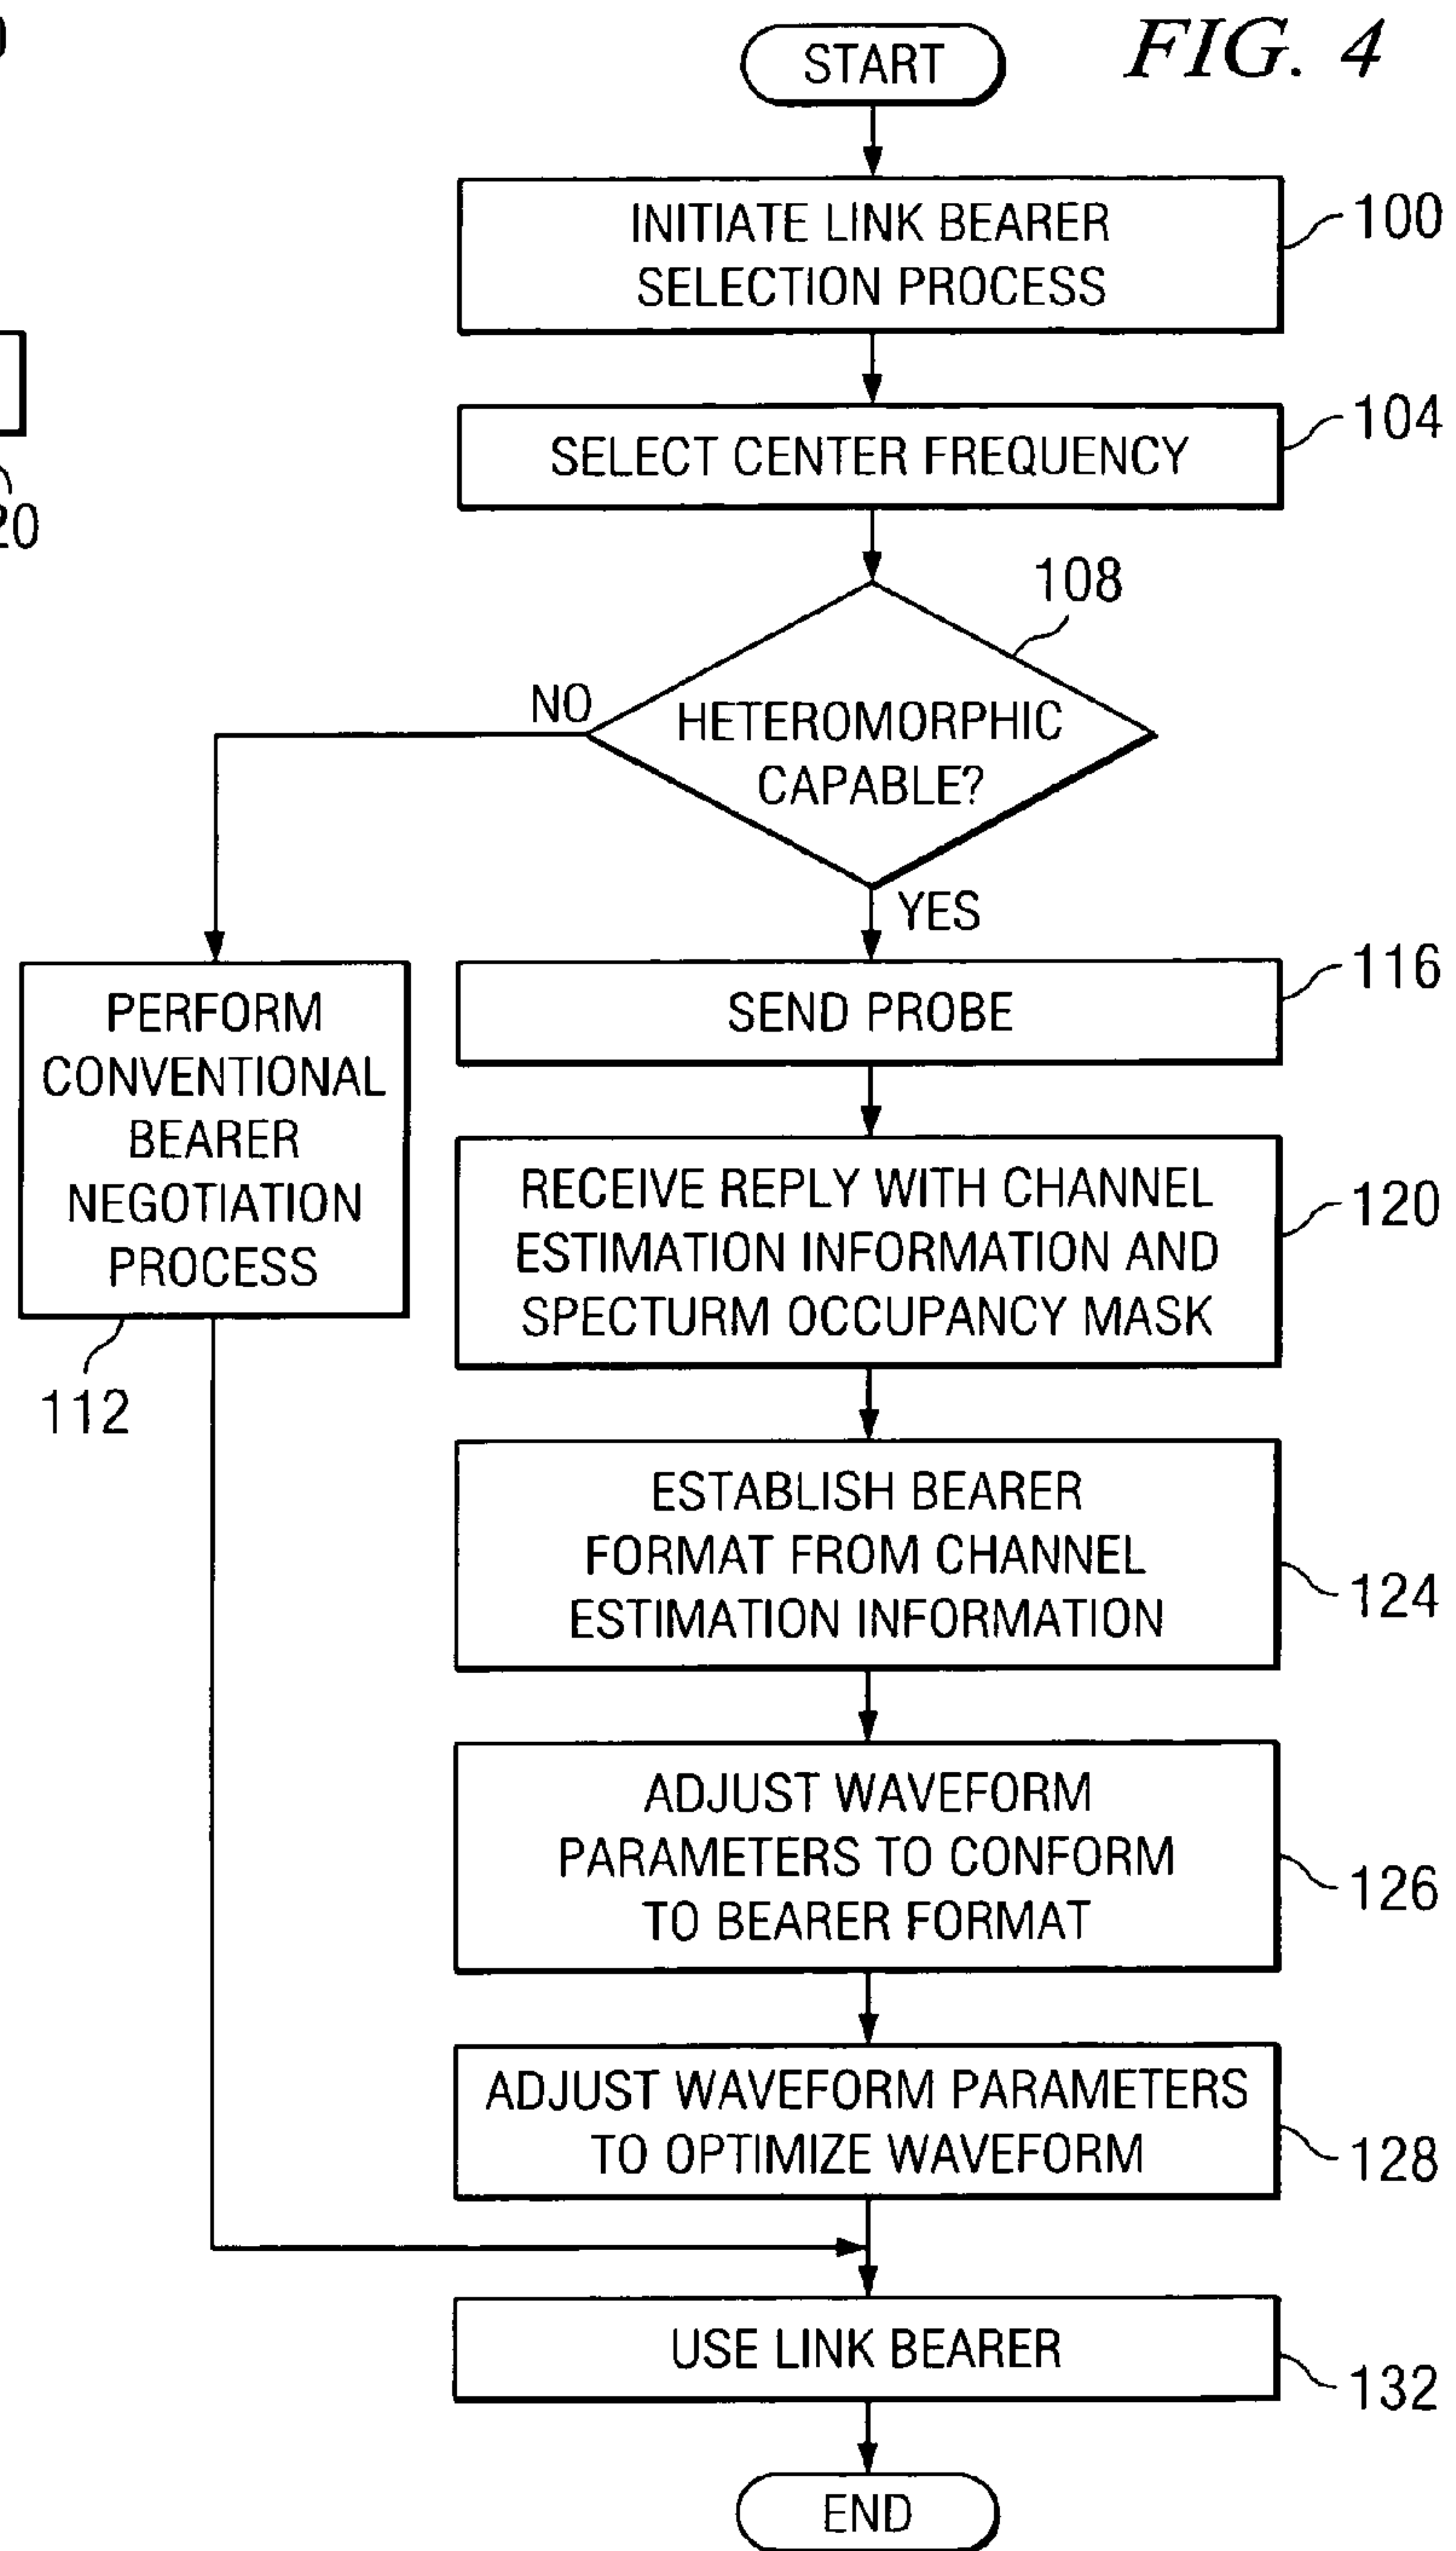 FIG. 4
START
INITIATE LINK BEARER
SELECTION PROCESS
100
SELECT CENTER FREQUENCY
104
20
108
HETEROMORPHIC
CAPABLE?
NO
YES
PERFORM
CONVENTIONAL
BEARER
NEGOTIATION
PROCESS
112
SEND PROBE
116
RECEIVE REPLY WITH CHANNEL
ESTIMATION INFORMATION AND
SPECTURM OCCUPANCY MASK
120
ESTABLISH BEARER
FORMAT FROM CHANNEL
ESTIMATION INFORMATION
124
ADJUST WAVEFORM
PARAMETERS TO CONFORM
TO BEARER FORMAT
126
ADJUST WAVEFORM PARAMETERS
TO OPTIMIZE WAVEFORM
128
USE LINK BEARER
132
END